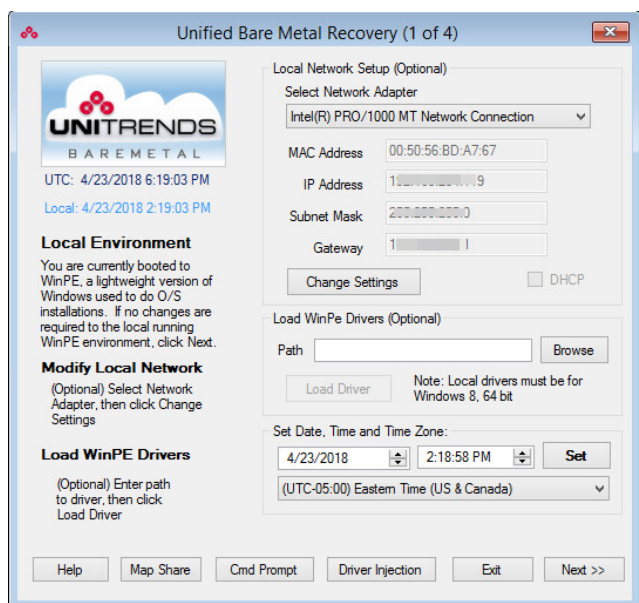 Unified Bare Metal Recovery (1 of 4)
UNITRENDS
BAREMETAL
UTC: 4/23/2018 6:19:03 PM
Local: 4/23/2018 2:19:03 PM
Local Environment
You are currently booted to
WinPE, a lightweight version of
Windows used to do O/S
installations. If no changes are
required to the local running
WinPE environment, click Next.
Modify Local Network
(Optional) Select Network
Adapter, then click Change
Settings
Load WinPE Drivers
(Optional) Enter path
to driver, then click
Load Driver
Local Network Setup (Optional)
Select Network Adapter
Intel(R) PRO/1000 MT Network Connection
MAC Address 00:50:56:BD:A7:67
IP Address
Subnet Mask
Gateway
Change Settings DHCP
Load WinPe Drivers (Optional)
Path Browse
Load Driver Note: Local drivers must be for
Windows 8, 64 bit
Set Date, Time and Time Zone:
4/23/2018 2:18:58 PM Set
(UTC-05:00) Eastern Time (US & Canada)
Help Map Share Cmd Prompt Driver Injection Exit Next >>